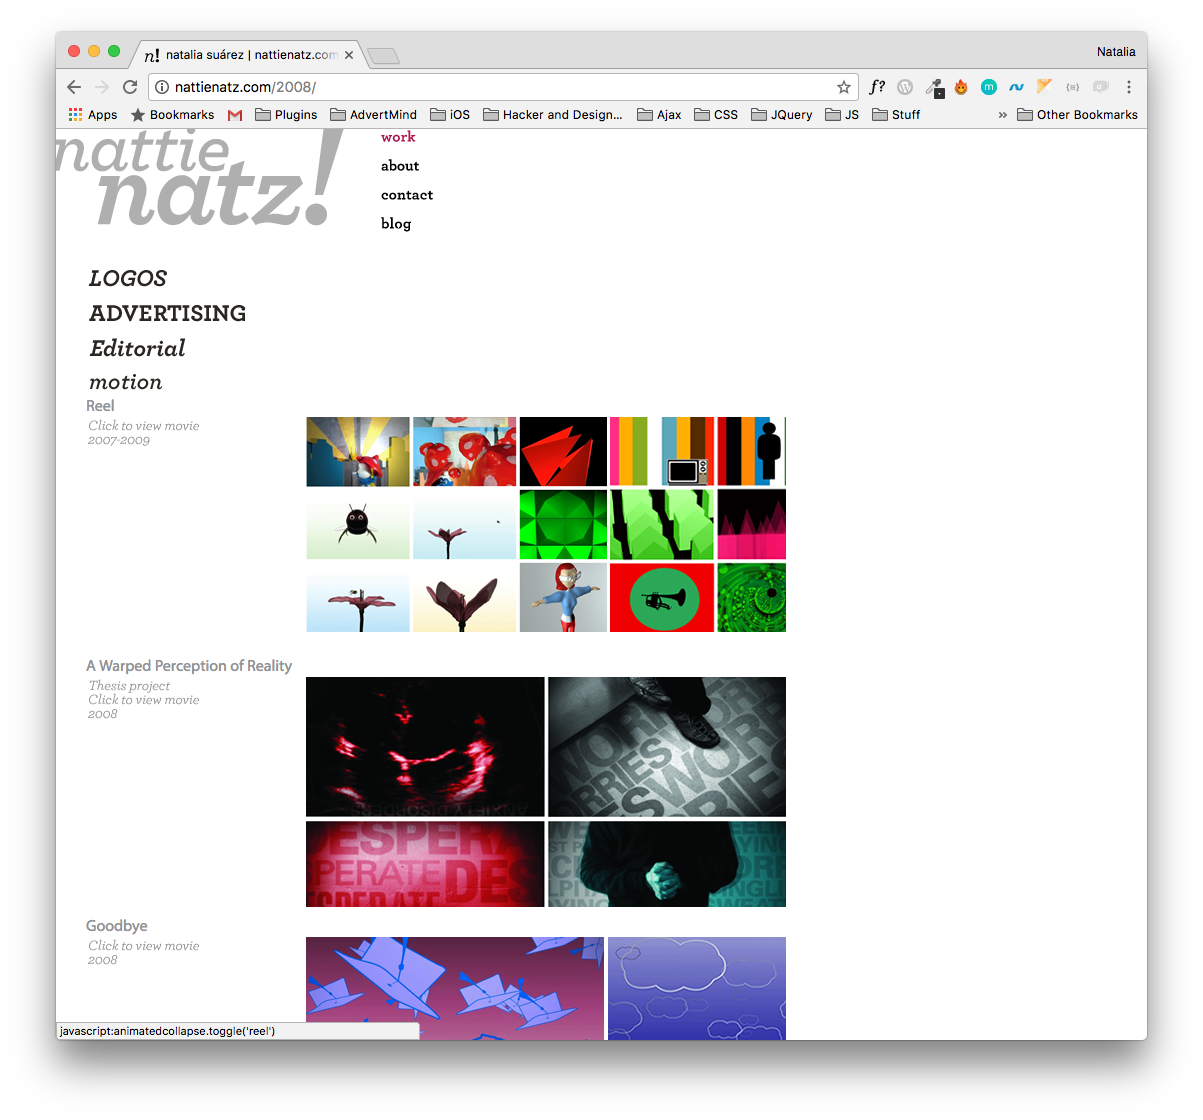 n! natalia suárez | nattienatz.com
Natalia
nattienatz.com/2008/
f?
Apps Bookmarks Plugins AdvertMind iOS Hacker and Design... Ajax CSS JQuery JS Stuff » Other Bookmarks
nattie
natz!
work
about
contact
blog
LOGOS
ADVERTISING
Editorial
motion
Reel
Click to view movie
2007-2009
A Warped Perception of Reality
Thesis project
Click to view movie
2008
ANXIETY DISORDERS
DESPERATE
Goodbye
Click to view movie
2008
javascript:animatedcollapse.toggle('reel')